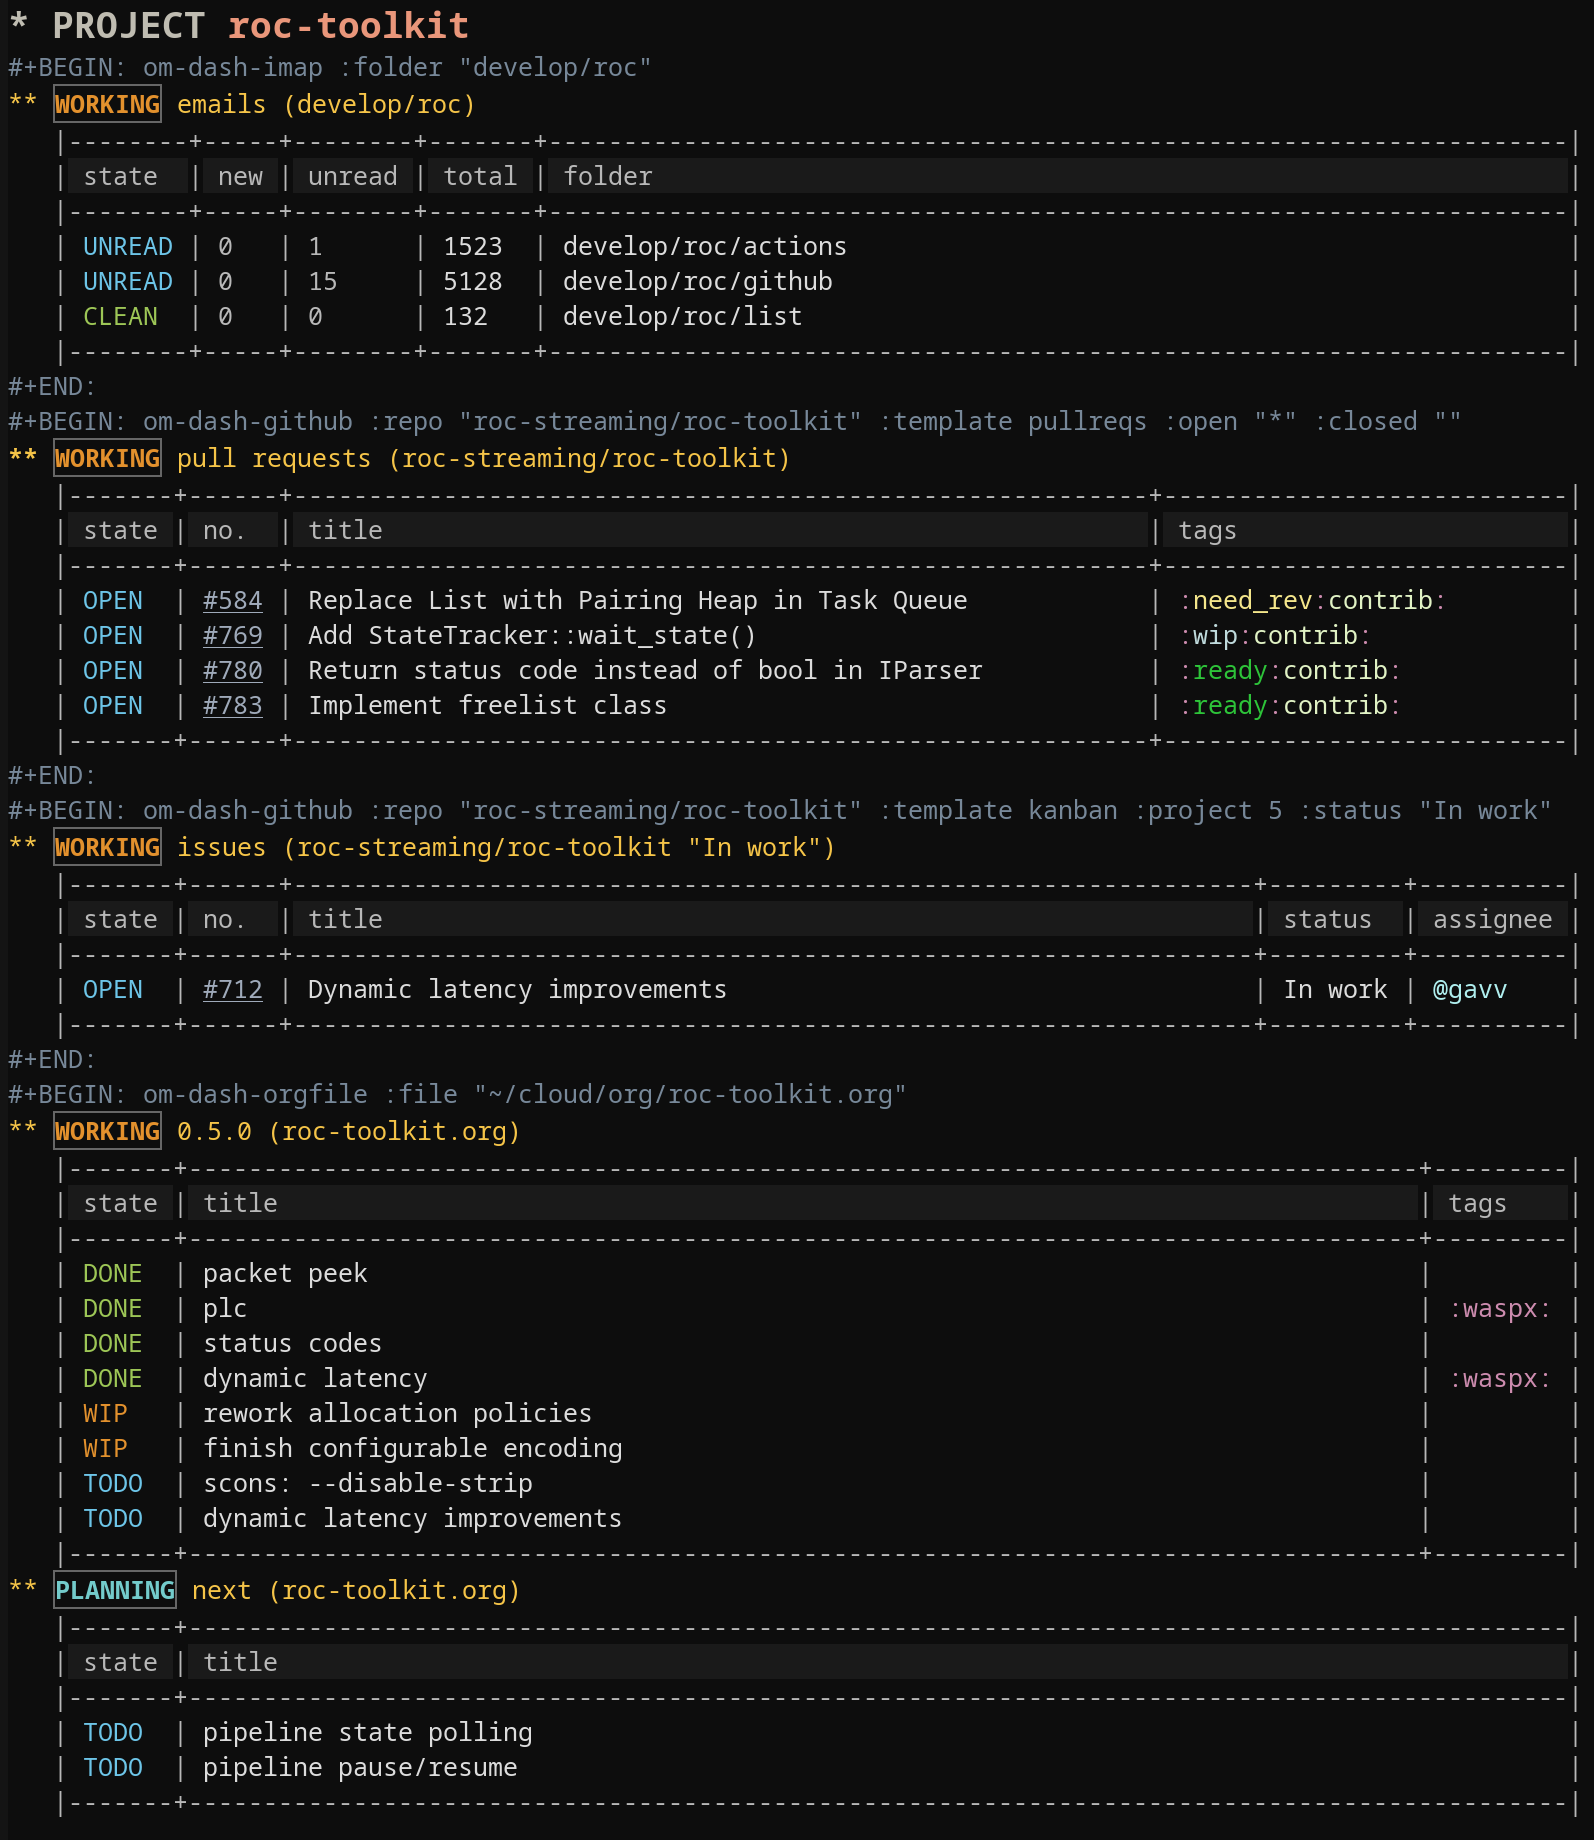 * PROJECT roc-toolkit
#+BEGIN: om-dash-imap :folder "develop/roc"
** WORKING emails (develop/roc)
|--------+-----+--------+-------+--------------------------------------------------------------------|
| state  | new | unread | total | folder                                                             |
|--------+-----+--------+-------+--------------------------------------------------------------------|
| UNREAD | 0   | 1      | 1523  | develop/roc/actions                                                |
| UNREAD | 0   | 15     | 5128  | develop/roc/github                                                 |
| CLEAN  | 0   | 0      | 132   | develop/roc/list                                                   |
|--------+-----+--------+-------+--------------------------------------------------------------------|
#+END:
#+BEGIN: om-dash-github :repo "roc-streaming/roc-toolkit" :template pullreqs :open "*" :closed ""
** WORKING pull requests (roc-streaming/roc-toolkit)
|-------+------+---------------------------------------------------------+---------------------------|
| state | no.  | title                                                   | tags                      |
|-------+------+---------------------------------------------------------+---------------------------|
| OPEN  | #584 | Replace List with Pairing Heap in Task Queue            | :need_rev:contrib:        |
| OPEN  | #769 | Add StateTracker::wait_state()                          | :wip:contrib:             |
| OPEN  | #780 | Return status code instead of bool in IParser           | :ready:contrib:           |
| OPEN  | #783 | Implement freelist class                                | :ready:contrib:           |
|-------+------+---------------------------------------------------------+---------------------------|
#+END:
#+BEGIN: om-dash-github :repo "roc-streaming/roc-toolkit" :template kanban :project 5 :status "In work"
** WORKING issues (roc-streaming/roc-toolkit "In work")
|-------+------+----------------------------------------------------------------+---------+----------|
| state | no.  | title                                                          | status  | assignee |
|-------+------+----------------------------------------------------------------+---------+----------|
| OPEN  | #712 | Dynamic latency improvements                                   | In work | @gavv    |
|-------+------+----------------------------------------------------------------+---------+----------|
#+END:
#+BEGIN: om-dash-orgfile :file "~/cloud/org/roc-toolkit.org"
** WORKING 0.5.0 (roc-toolkit.org)
|-------+----------------------------------------------------------------------------------+---------|
| state | title                                                                            | tags    |
|-------+----------------------------------------------------------------------------------+---------|
| DONE  | packet peek                                                                      |         |
| DONE  | plc                                                                              | :waspx: |
| DONE  | status codes                                                                     |         |
| DONE  | dynamic latency                                                                  | :waspx: |
| WIP   | rework allocation policies                                                       |         |
| WIP   | finish configurable encoding                                                     |         |
| TODO  | scons: --disable-strip                                                           |         |
| TODO  | dynamic latency improvements                                                     |         |
|-------+----------------------------------------------------------------------------------+---------|
** PLANNING next (roc-toolkit.org)
|-------+--------------------------------------------------------------------------------------------|
| state | title                                                                                      |
|-------+--------------------------------------------------------------------------------------------|
| TODO  | pipeline state polling                                                                     |
| TODO  | pipeline pause/resume                                                                      |
|-------+--------------------------------------------------------------------------------------------|